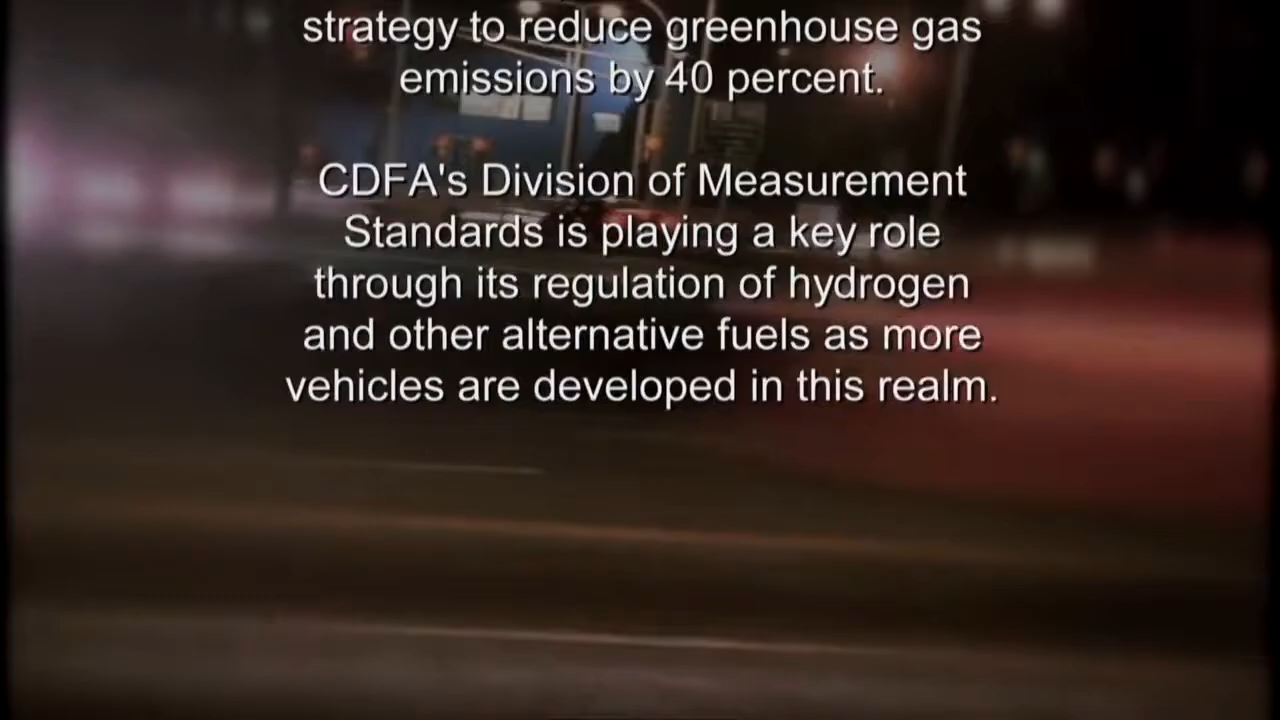 strategy to reduce greenhouse gas
emissions by 40 percent.
CDFA's Division of Measurement
Standards is playing a key role
through its regulation of hydrogen
and other alternative fuels as more
vehicles are developed in this realm.